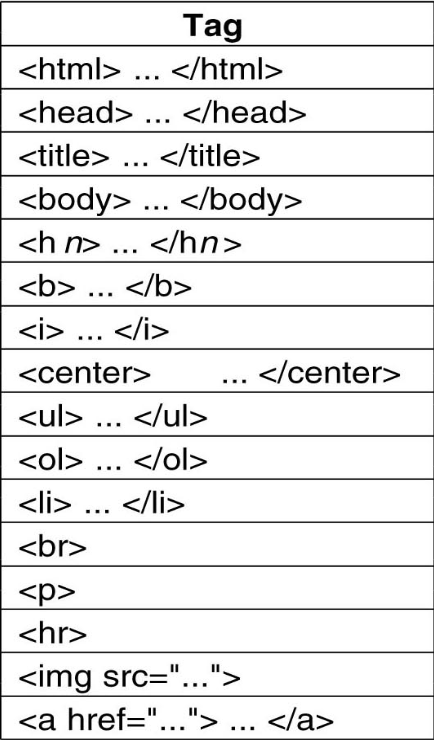 Tag
<html> ... </html>
<head> ... </head>
<title> ... </title>
<body> ... </body>
<h n> ... </hn>
<b> ... </b>
<i> ... </i>
<center> ... </center>
<ul> ... </ul>
<ol> ... </ol>
<li> ... </li>
<br>
<p>
<hr>
<img src="...">
<a href="..."> ... </a>